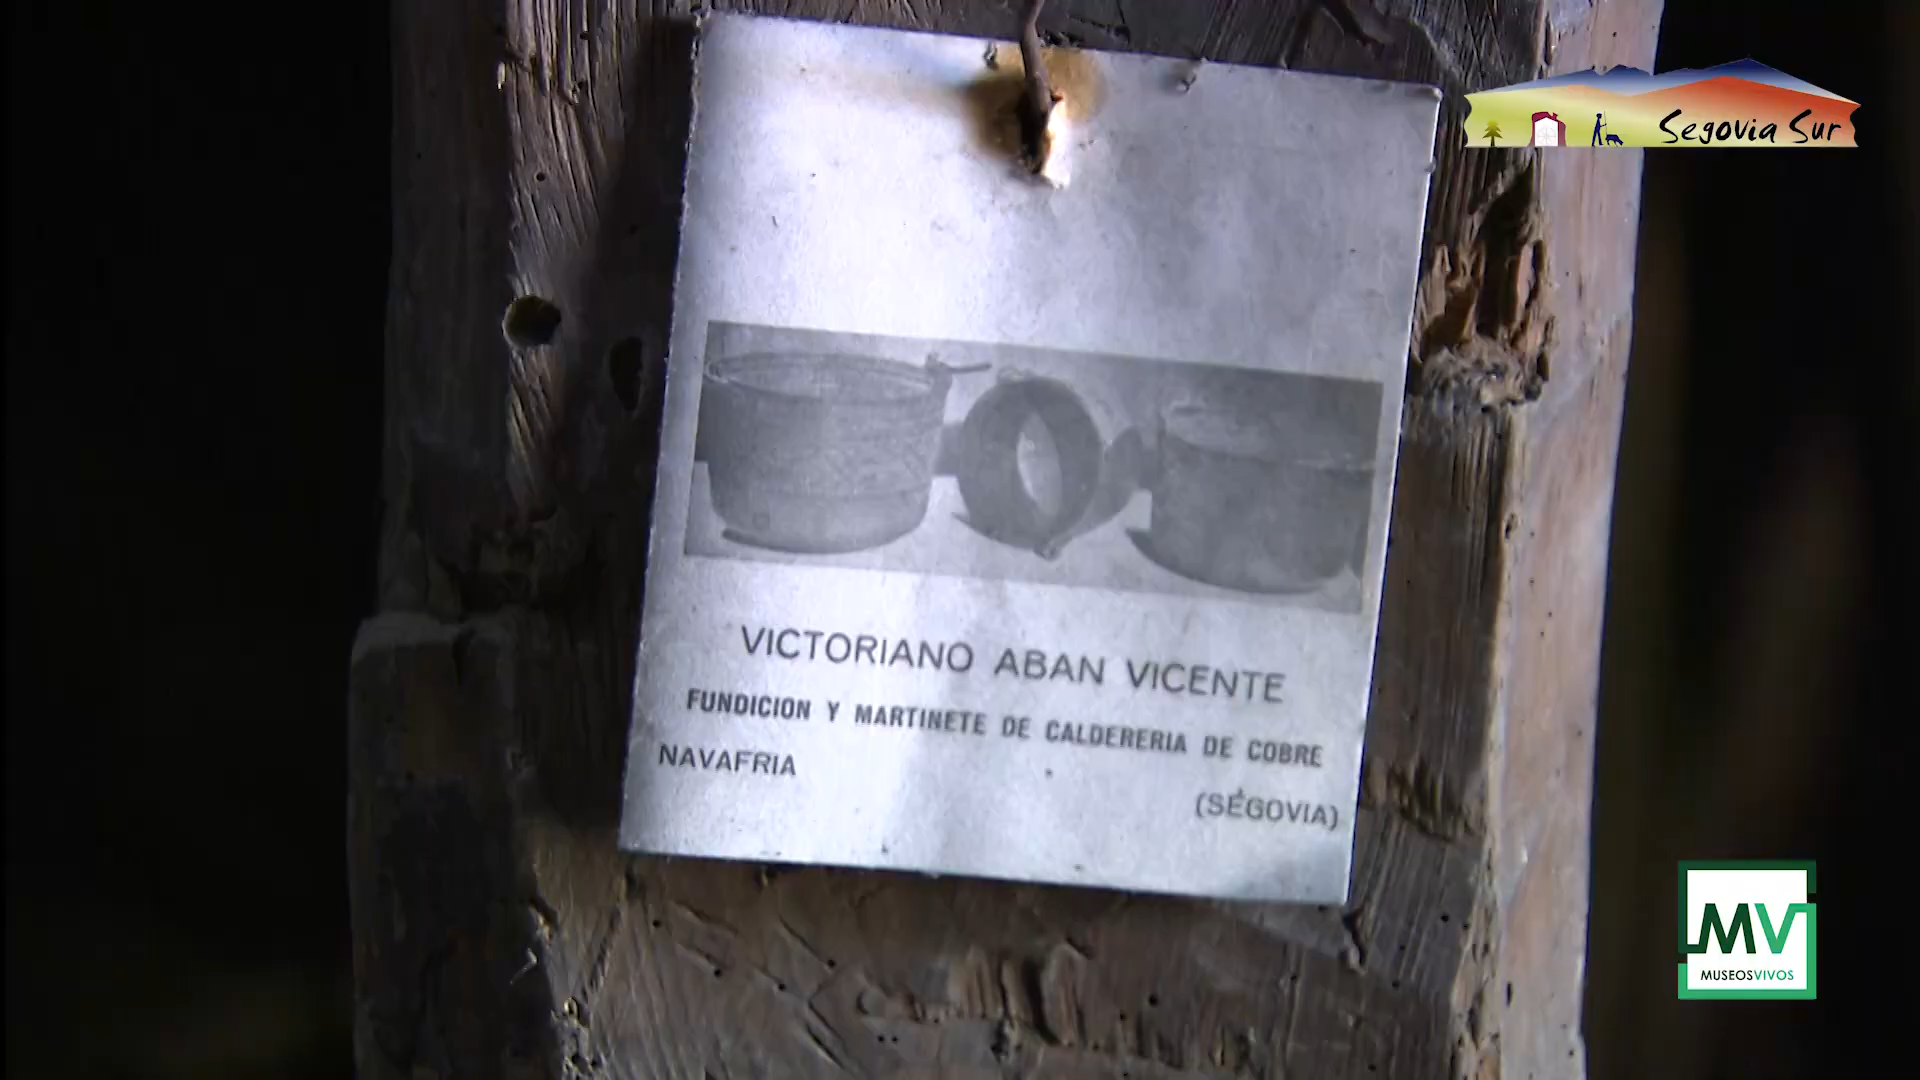 Segovia Sur
VICTORIANO ABAN VICENTE
FUNDICION Y MARTINETE DE CALDERERIA DE COBRE
NAVAFRIA
(SEGOVIA)
MV
MUSEOSVIVOS